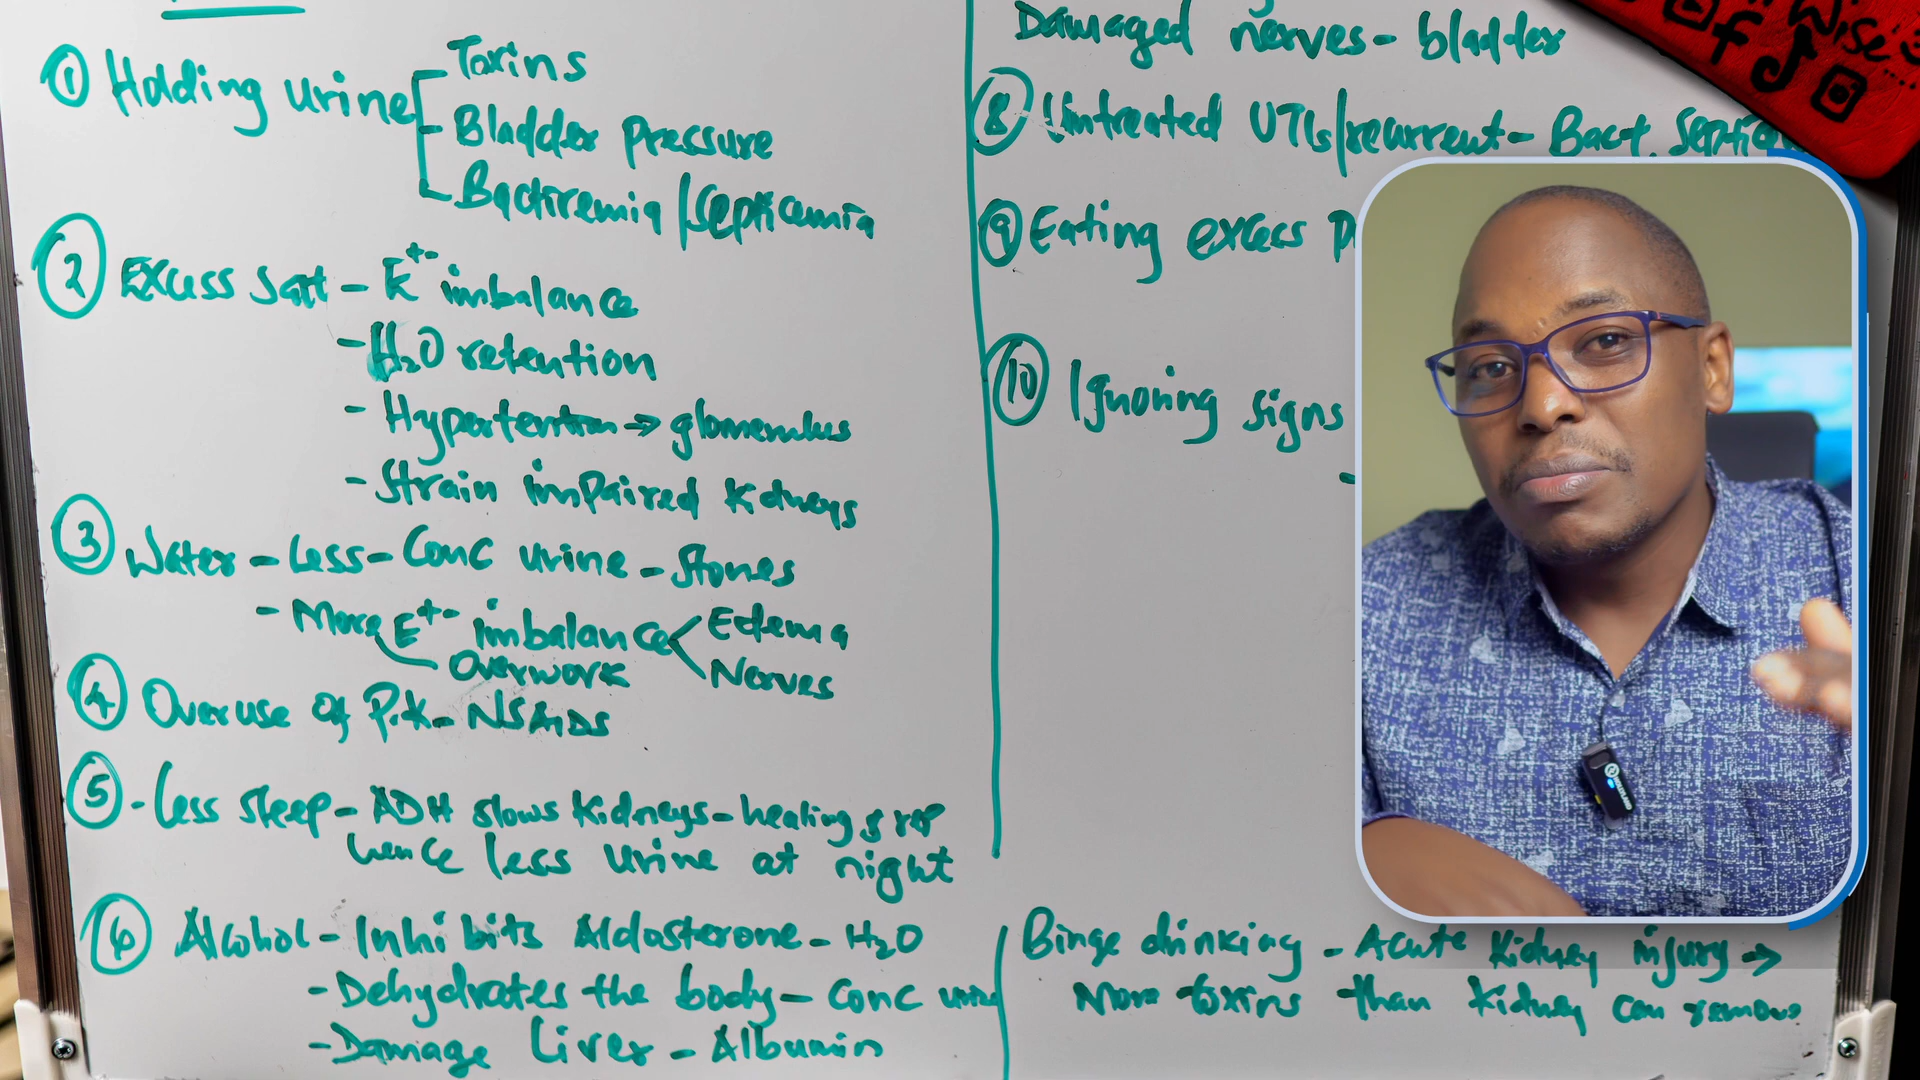 ① Holding urine - Toxins
- Bladder pressure
- Bactiremia/septicemia
② Excess salt - E+- imbalance
- H₂O retention
- Hypertention → glomerulus
- Strain impaired kidneys
③ Water - Less - Conc urine - Stones
- More E+- imbalance < Edema
Overwork
Nerves
④ Overuse of P.K - NSAIDs
⑤ - Less sleep - ADH slows kidneys - healing & rep
hence less urine at night
⑥ Alcohol - Inhibits Aldosterone - H₂O
- Dehydrates the body - conc urine
- Damage Liver - Albumin
Damaged nerves - bladder
⑧ Untreated UTIs/recurrent - Bact. Septic
⑨ Eating excess p
⑩ Ignoring signs
-
Binge drinking - Acute kidney injury →
More toxins than kidney can remove
Wise